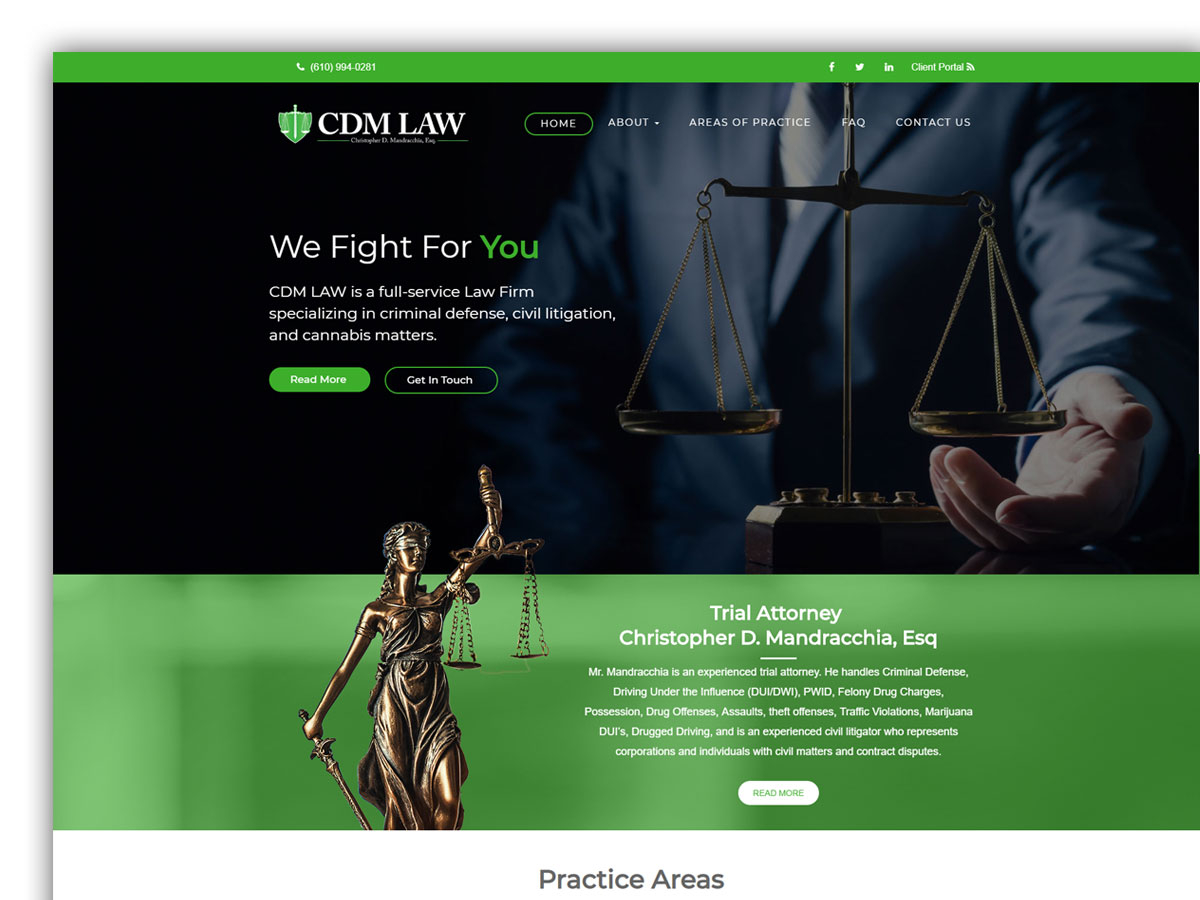 (610) 994-0281
Client Portal
CDM LAW
Christopher D. Mandracchia, Esq.
HOME
ABOUT
AREAS OF PRACTICE
FAQ
CONTACT US
We Fight For You
CDM LAW is a full-service Law Firm
specializing in criminal defense, civil litigation,
and cannabis matters.
Read More
Get In Touch
Trial Attorney
Christopher D. Mandracchia, Esq
Mr. Mandracchia is an experienced trial attorney. He handles Criminal Defense,
Driving Under the Influence (DUI/DWI), PWID, Felony Drug Charges,
Possession, Drug Offenses, Assaults, theft offenses, Traffic Violations, Marijuana
DUI's, Drugged Driving, and is an experienced civil litigator who represents
corporations and individuals with civil matters and contract disputes.
READ MORE
Practice Areas